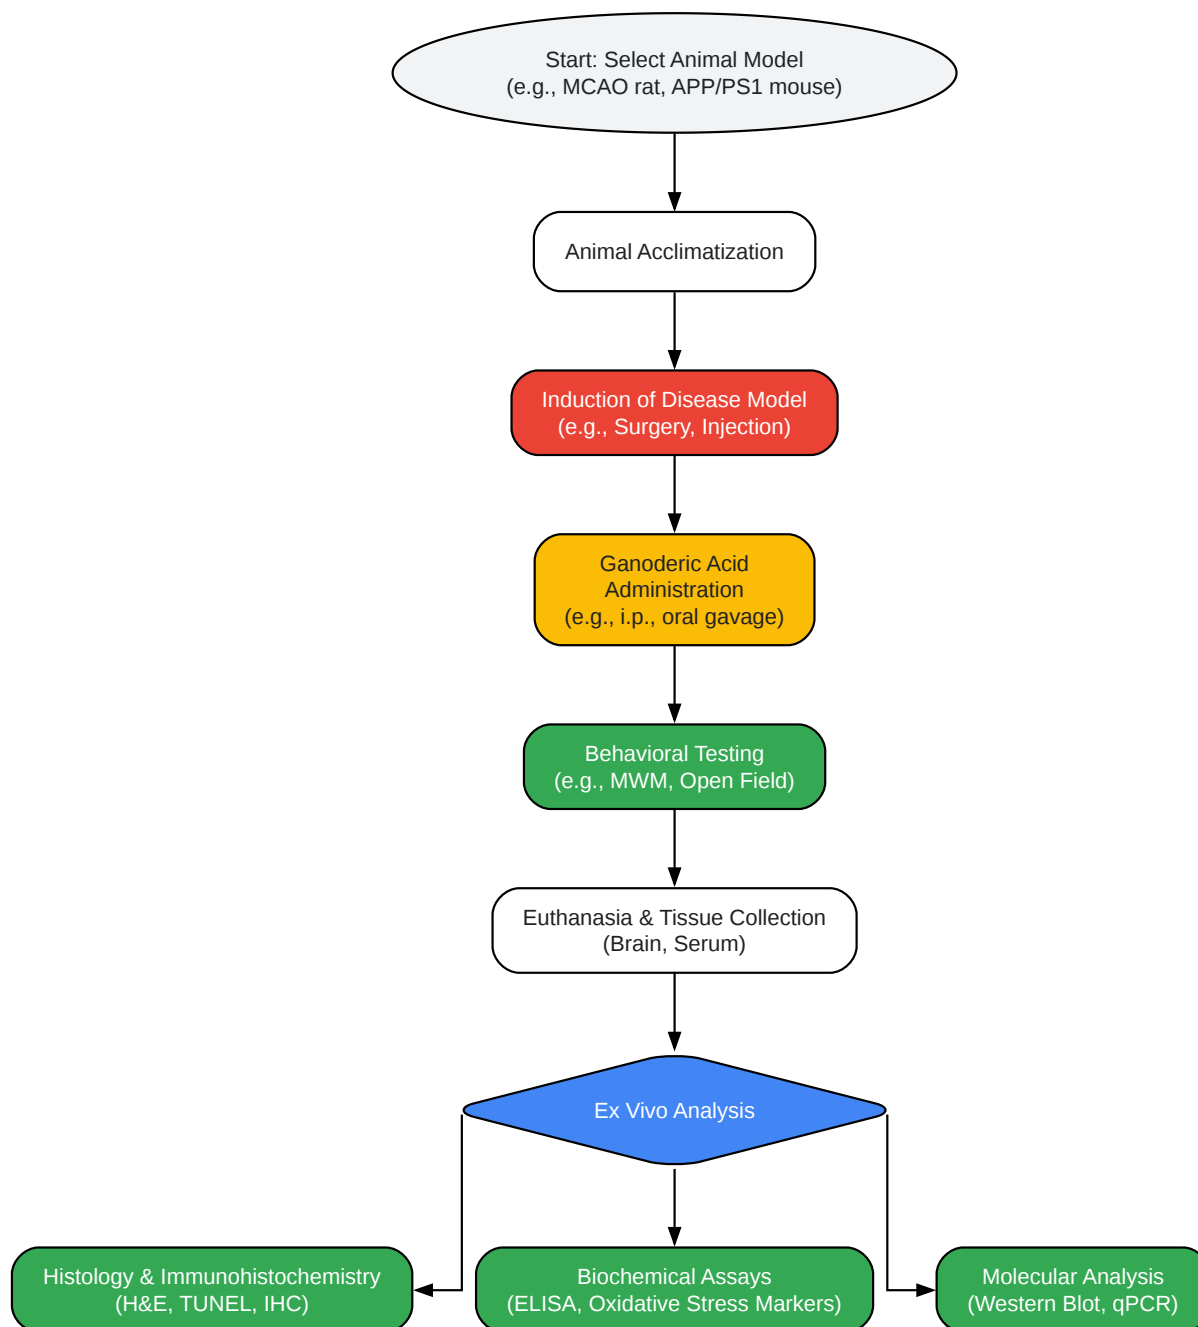 Start: Select Animal Model
(e.g., MCAO rat, APP/PS1 mouse)
Animal Acclimatization
Induction of Disease Model
(e.g., Surgery, Injection)
Ganoderic Acid
Administration
(e.g., i.p., oral gavage)
Behavioral Testing
(e.g., MWM, Open Field)
Euthanasia & Tissue Collection
(Brain, Serum)
Ex Vivo Analysis
Histology & Immunohistochemistry
(H&E, TUNEL, IHC)
Biochemical Assays
(ELISA, Oxidative Stress Markers)
Molecular Analysis
(Western Blot, qPCR)